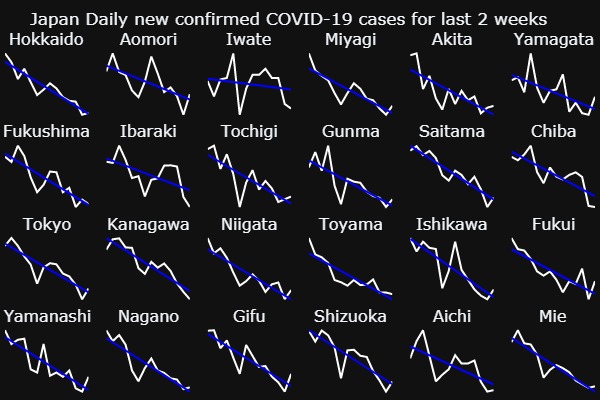 Japan Daily new confirmed COVID-19 cases for last 2 weeks
Hokkaido Aomori Iwate Miyagi Akita Yamagata
Fukushima Ibaraki Tochigi Gunma Saitama Chiba
Tokyo Kanagawa Niigata Toyama Ishikawa Fukui
Yamanashi Nagano Gifu Shizuoka Aichi Mie